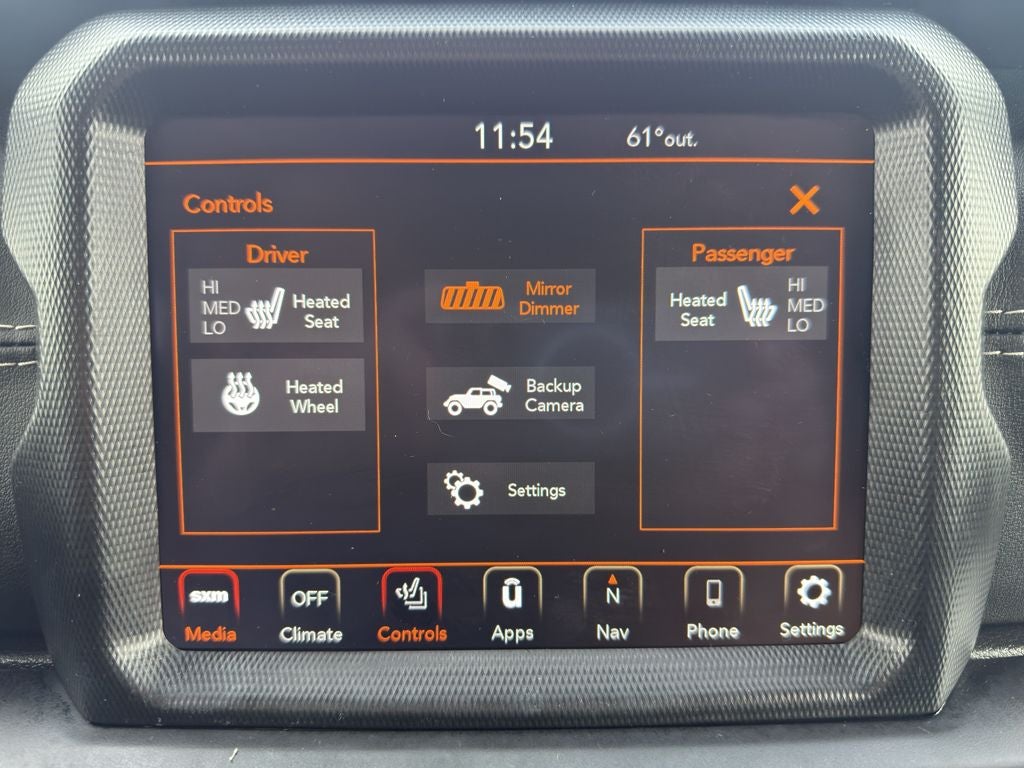 11:54 61°out.
Controls
Driver
HI
MED
LO
Heated
Seat
Heated
Wheel
Mirror
Dimmer
Backup
Camera
Settings
Passenger
Heated
Seat
HI
MED
LO
sxm
Media
OFF
Climate
Controls
Apps
N
Nav
Phone
Settings